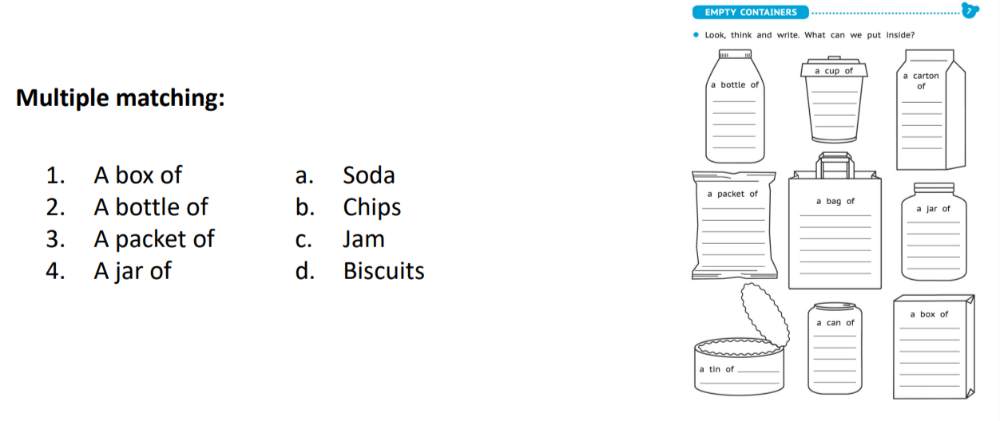 Multiple matching:
1. A box of
2. A bottle of
3. A packet of
4. A jar of
a. Soda
b. Chips
c. Jam
d. Biscuits
EMPTY CONTAINERS
7
Look, think and write. What can we put inside?
a bottle of
a cup of
a carton
of
a packet of
a bag of
a jar of
a tin of
a can of
a box of